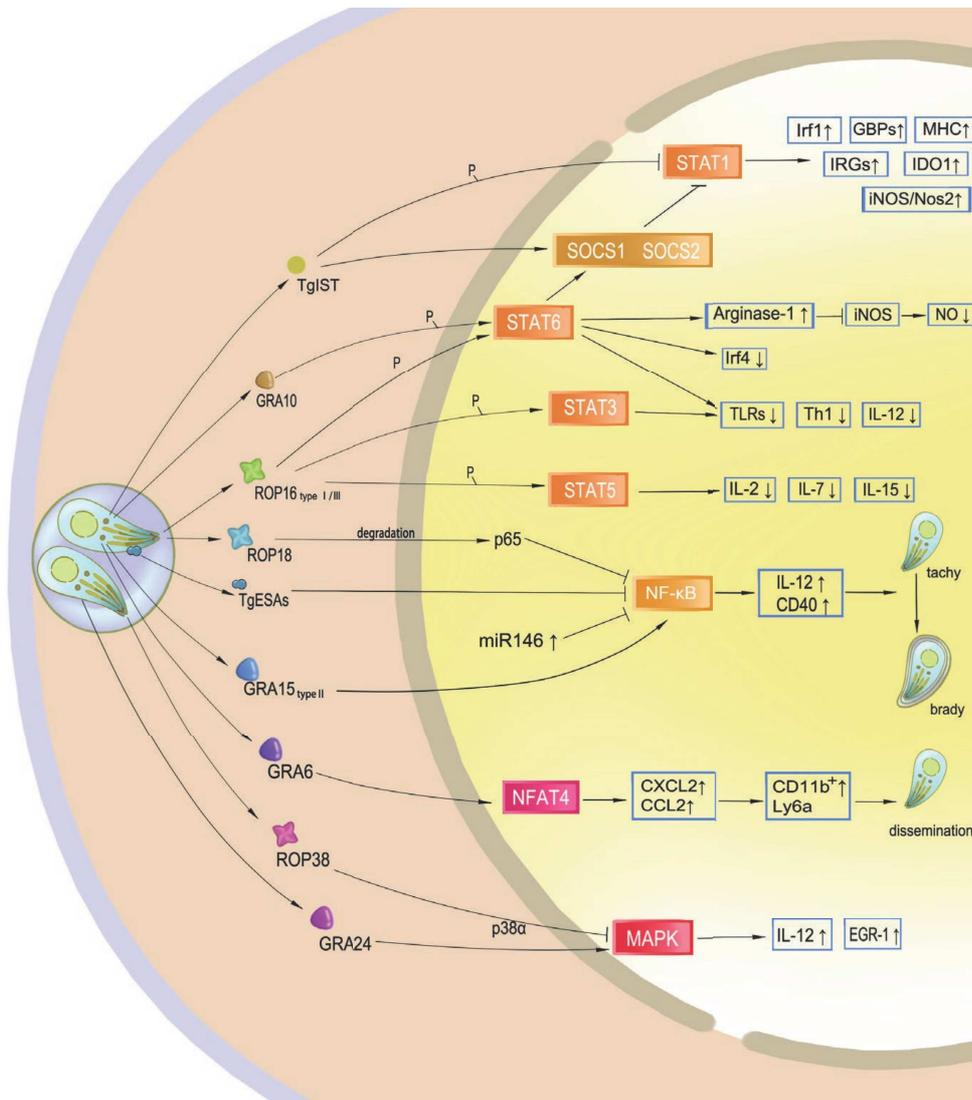 Irf1↑ GBPs↑ MHC↑
P
STAT1
IRGs↑ IDO1↑
iNOS/Nos2↑
SOCS1 SOCS2
TgIST
P
STAT6
Arginase-1 ↑ iNOS NO ↓
Irf4 ↓
P
GRA10
P
STAT3
TLRs ↓ Th1 ↓ IL-12 ↓
ROP16 type I/III
P
STAT5
IL-2 ↓ IL-7 ↓ IL-15 ↓
ROP18
degradation
p65
tachy
TgESAs
NF-κB
IL-12 ↑
CD40 ↑
miR146 ↑
GRA15 type II
brady
GRA6
NFAT4
CXCL2↑
CCL2↑
CD11b+↑
Ly6a
dissemination
ROP38
p38α
GRA24
MAPK
IL-12 ↑ EGR-1 ↑